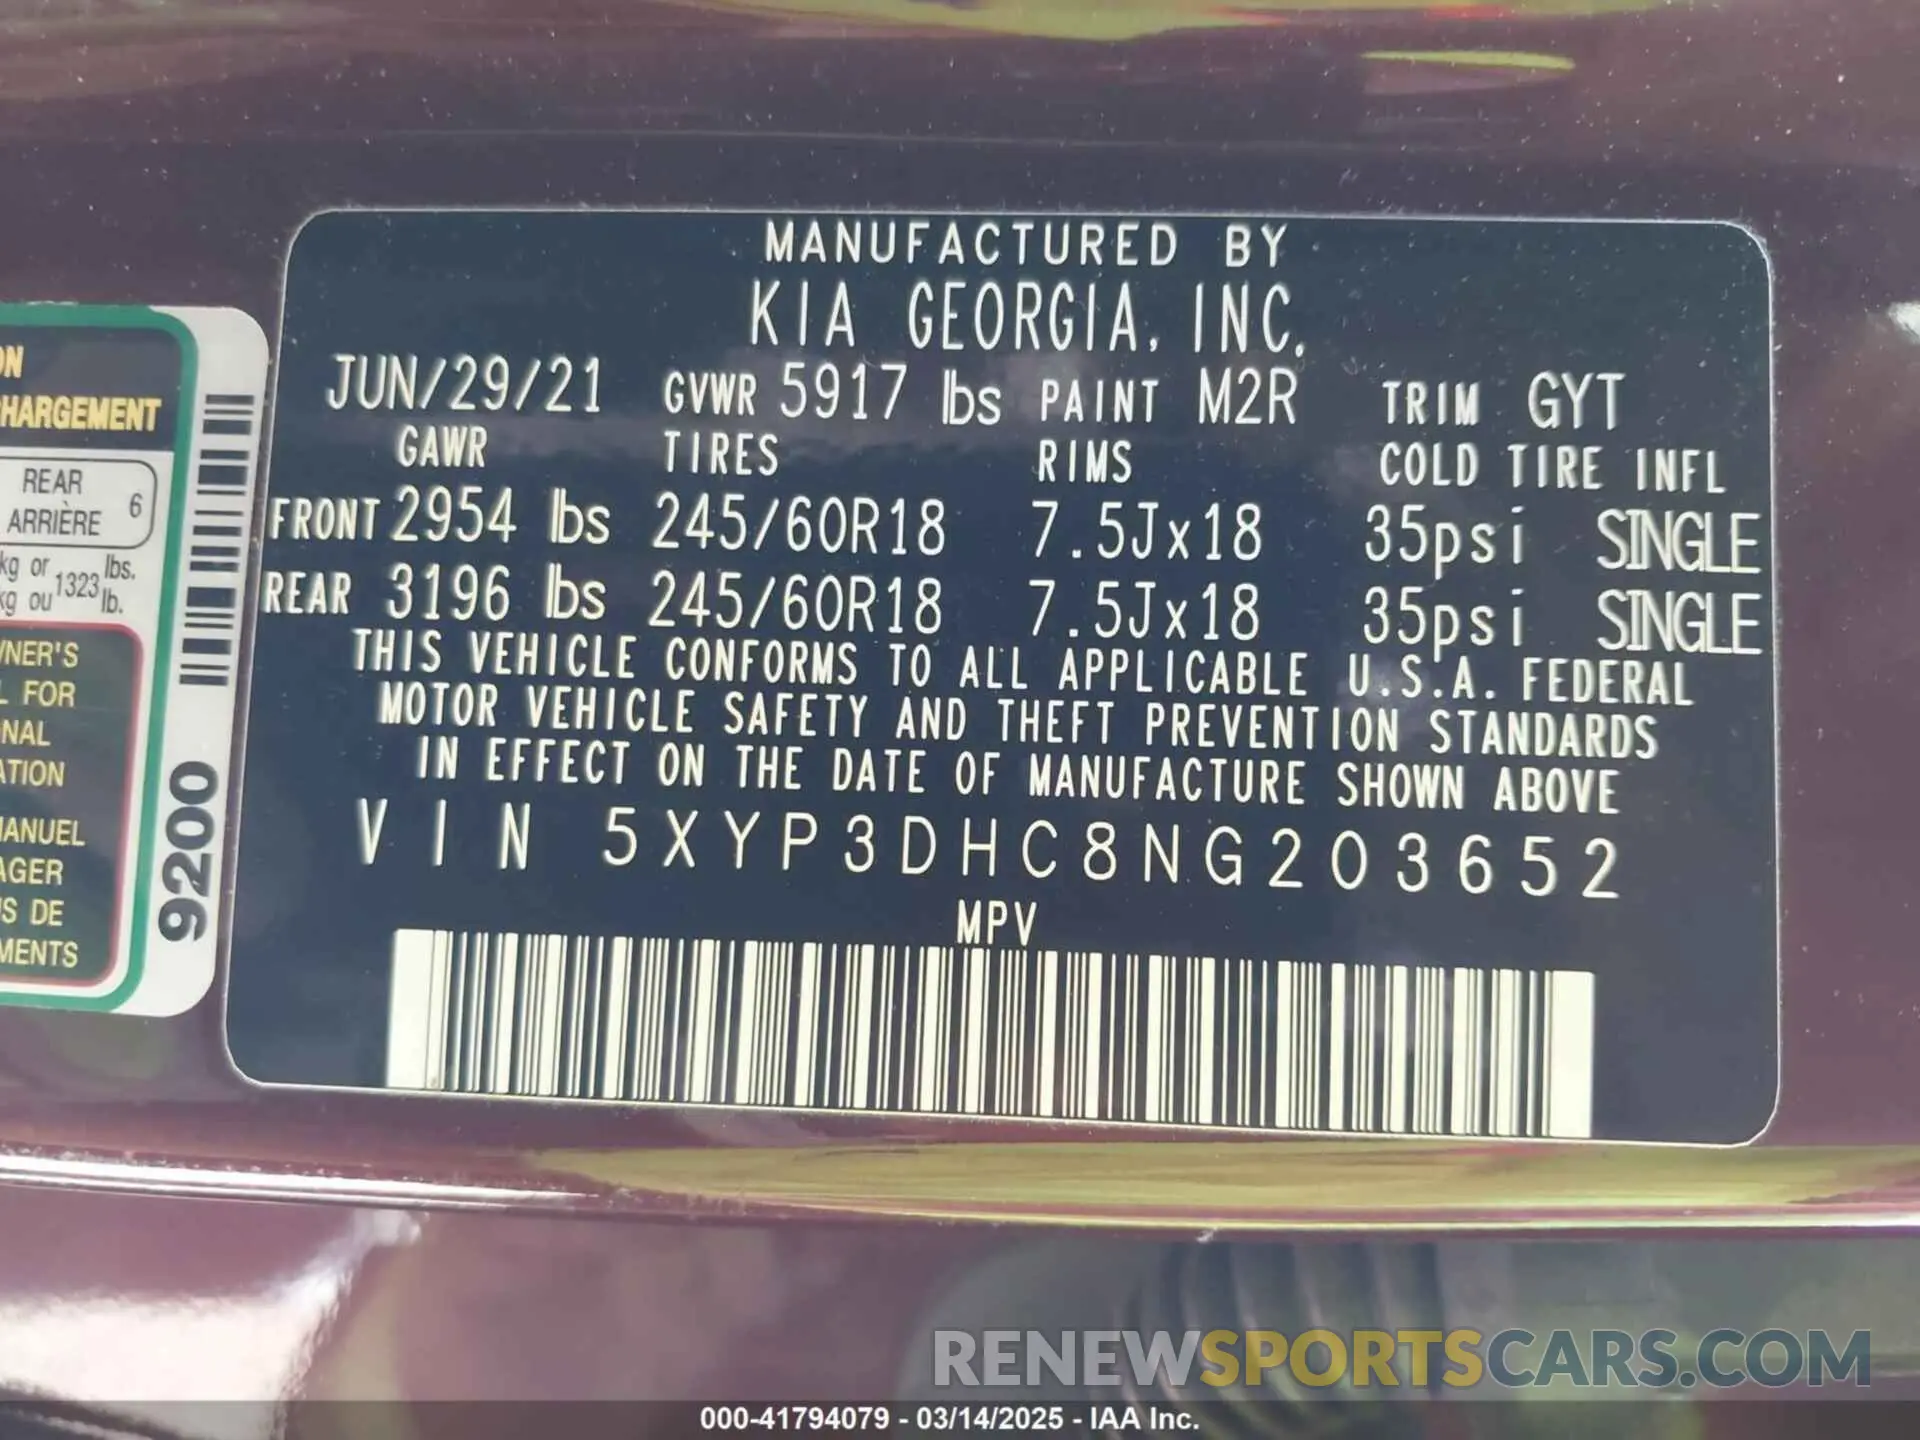 MANUFACTURED BY
KIA GEORGIA, INC.
JUN/29/21 GVWR 5917 lbs PAINT M2R TRIM GYT
GAWR TIRES RIMS COLD TIRE INFL
FRONT 2954 lbs 245/60R18 7.5Jx18 35psi SINGLE
REAR 3196 lbs 245/60R18 7.5Jx18 35psi SINGLE
THIS VEHICLE CONFORMS TO ALL APPLICABLE U.S.A. FEDERAL
MOTOR VEHICLE SAFETY AND THEFT PREVENTION STANDARDS
IN EFFECT ON THE DATE OF MANUFACTURE SHOWN ABOVE
VIN 5XYP3DHC8NG203652
MPV
ON
HARGEMENT
REAR
ARRIÈRE 6
kg or 1323 lbs.
kg ou lb.
NER'S
L FOR
NAL
ATION
ANUEL
AGER
S DE
MENTS
9200
RENEWSPORTSCARS.COM
000-41794079 - 03/14/2025 - IAA Inc.